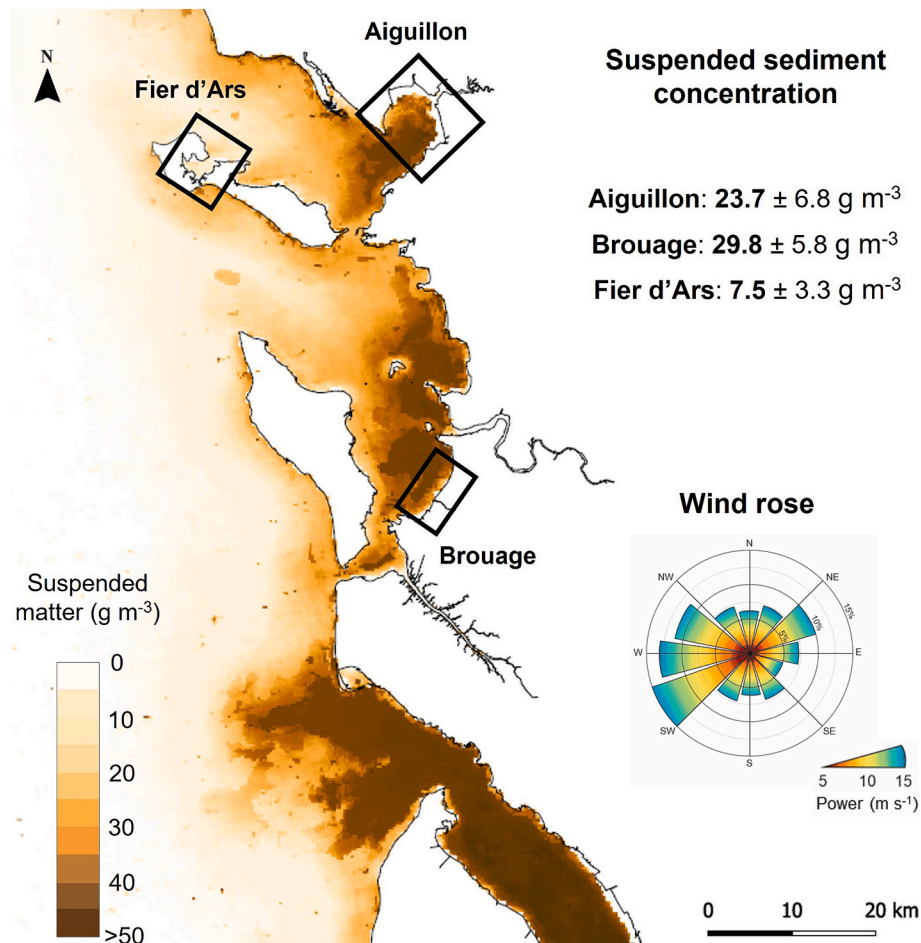 Aiguillon
N
Fier d’Ars
Suspended sediment
concentration
Aiguillon: 23.7 ± 6.8 g m-3
Brouage: 29.8 ± 5.8 g m-3
Fier d’Ars: 7.5 ± 3.3 g m-3
Brouage
Wind rose
N
NW
NE
15%
10%
5%
W
E
SW
SE
S
5 10 15
Power (m s-1)
Suspended
matter (g m-3)
0
10
20
30
40
>50
0 10 20 km